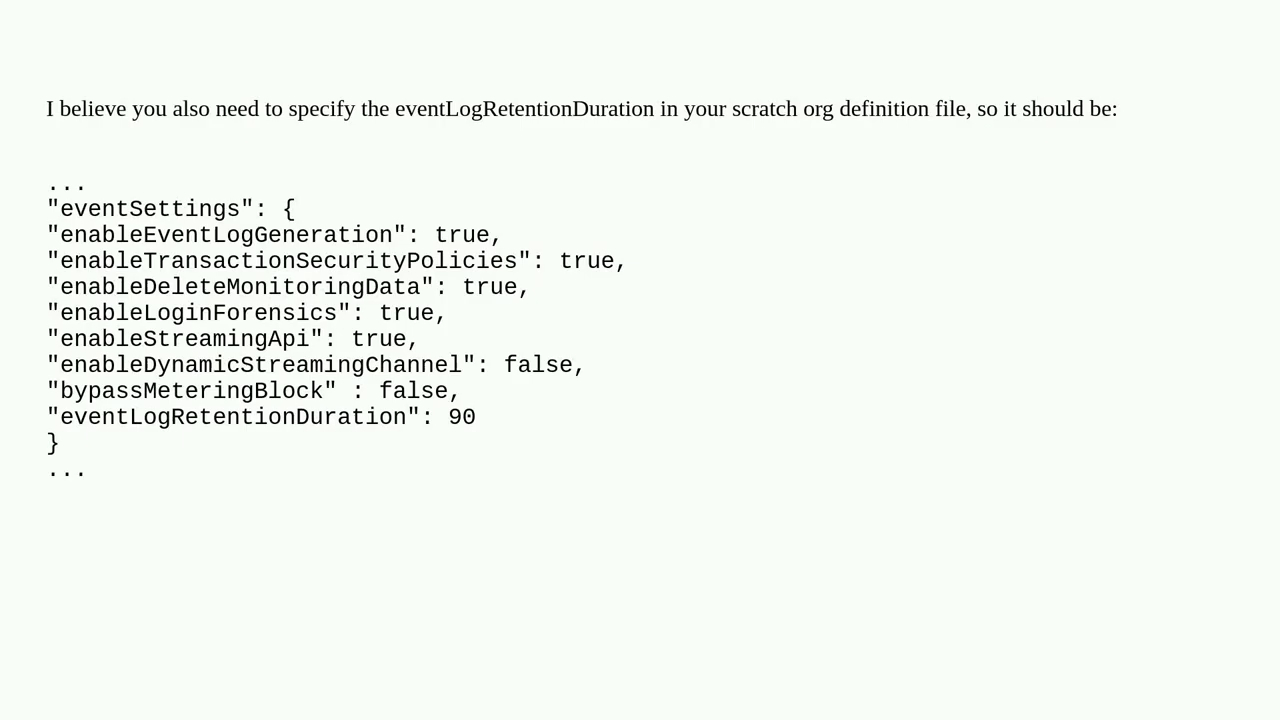 I believe you also need to specify the eventLogRetentionDuration in your scratch org definition file, so it should be:
...
"eventSettings": {
"enableEventLogGeneration": true,
"enableTransactionSecurityPolicies": true,
"enableDeleteMonitoringData": true,
"enableLoginForensics": true,
"enableStreamingApi": true,
"enableDynamicStreamingChannel": false,
"bypassMeteringBlock" : false,
"eventLogRetentionDuration": 90
}
...